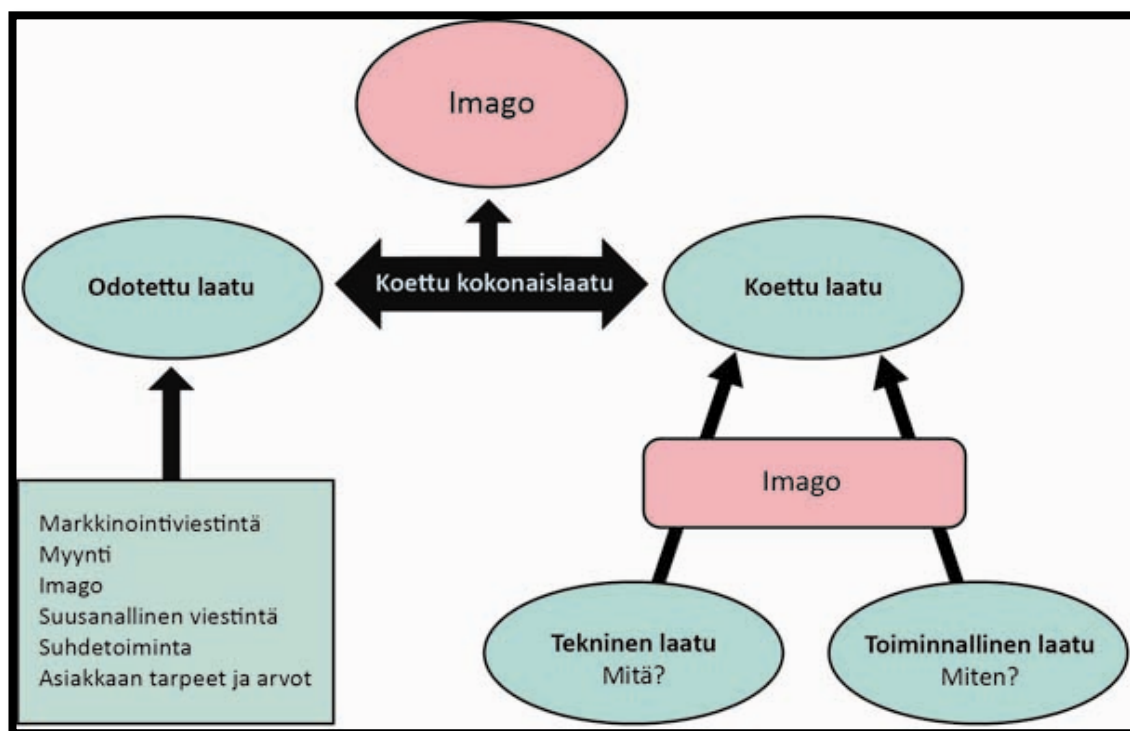 Imago
Odotettu laatu
Koettu kokonaislaatu
Koettu laatu
Markkinointiviestintä
Myynti
Imago
Suusanallinen viestintä
Suhdetoiminta
Asiakkaan tarpeet ja arvot
Imago
Tekninen laatu
Mitä?
Toiminnallinen laatu
Miten?